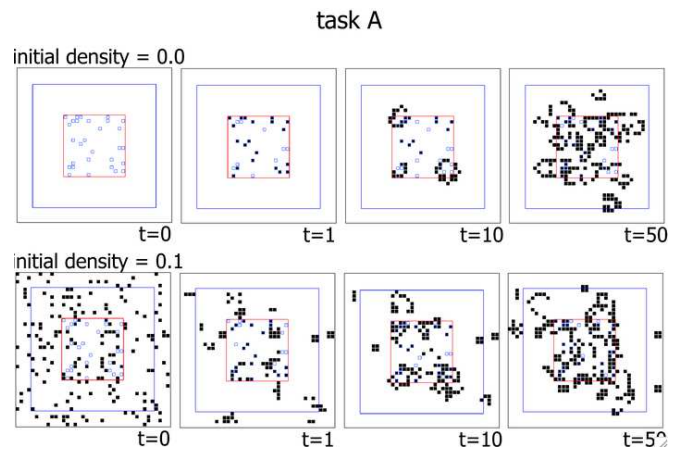 task A
initial density = 0.0
t=0 t=1 t=10 t=50
initial density = 0.1
t=0 t=1 t=10